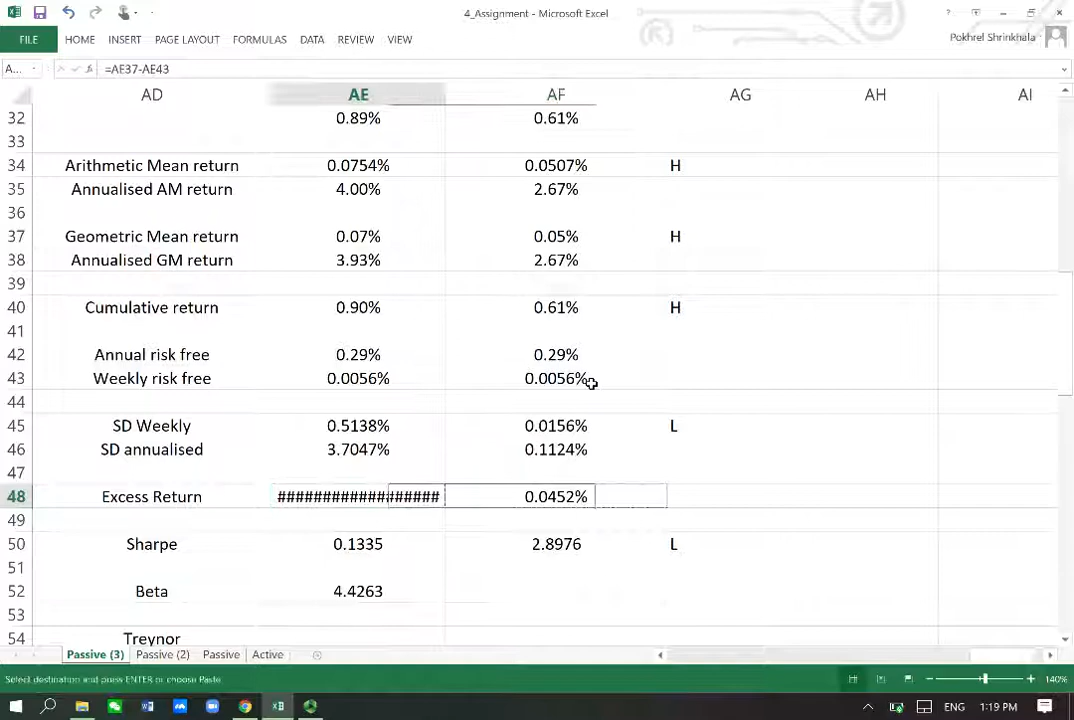 4_Assignment - Microsoft Excel
FILE HOME INSERT PAGE LAYOUT FORMULAS DATA REVIEW VIEW Pokhrel Shrinkhala
A... fx =AE37-AE43
AD AE AF AG AH AI
32 0.89% 0.61%
33
34 Arithmetic Mean return 0.0754% 0.0507% H
35 Annualised AM return 4.00% 2.67%
36
37 Geometric Mean return 0.07% 0.05% H
38 Annualised GM return 3.93% 2.67%
39
40 Cumulative return 0.90% 0.61% H
41
42 Annual risk free 0.29% 0.29%
43 Weekly risk free 0.0056% 0.0056%
44
45 SD Weekly 0.5138% 0.0156% L
46 SD annualised 3.7047% 0.1124%
47
48 Excess Return ################## 0.0452%
49
50 Sharpe 0.1335 2.8976 L
51
52 Beta 4.4263
53
54 Treynor
Passive (3) Passive (2) Passive Active
Select destination and press ENTER or choose Paste 140%
ENG 1:19 PM